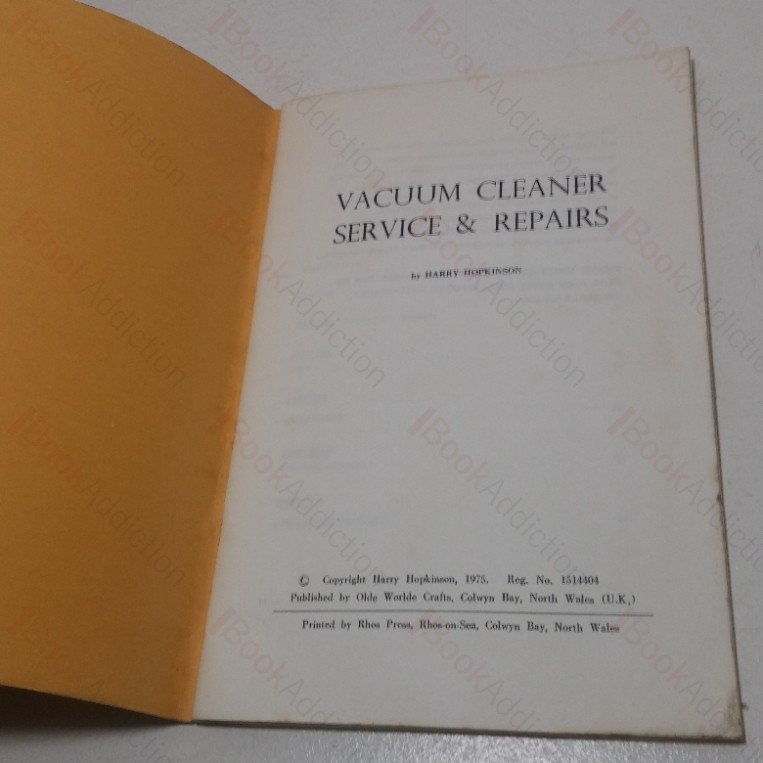 VACUUM CLEANER
SERVICE & REPAIRS
by HARRY HOPKINSON
© Copyright Harry Hopkinson, 1975. Reg. No. 1514404
Published by Olde Worlde Crafts, Colwyn Bay, North Wales (U.K.)
Printed by Rhos Press, Rhos-on-Sea, Colwyn Bay, North Wales
BookAddiction